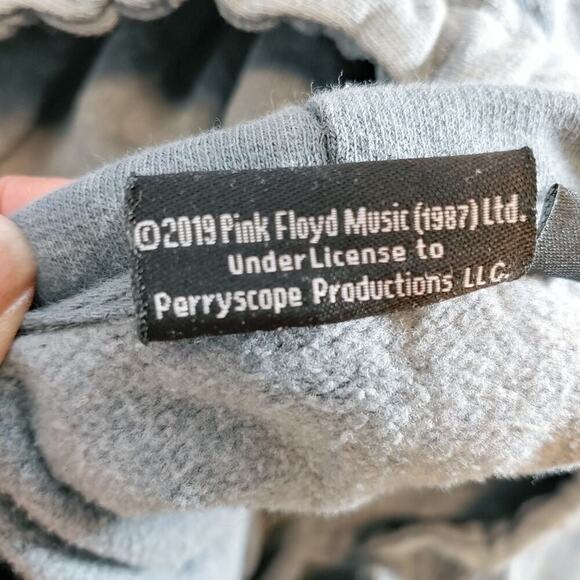 ©2019 Pink Floyd Music (1987) Ltd.
Under License to
Perryscope Productions LLC.